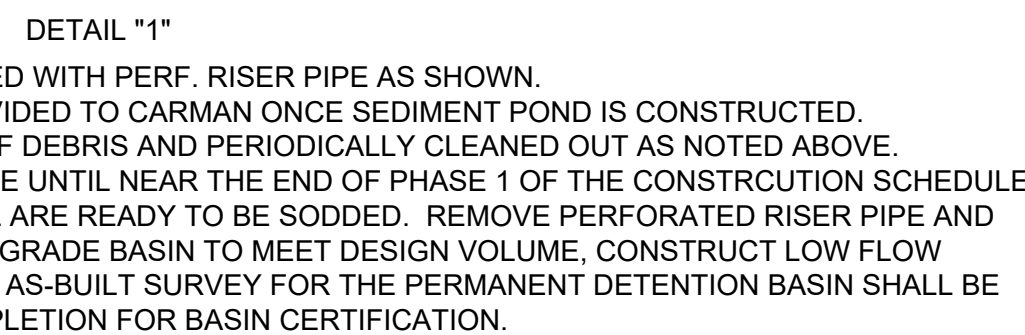 DETAIL "1"
ED WITH PERF. RISER PIPE AS SHOWN.
VIDED TO CARMAN ONCE SEDIMENT POND IS CONSTRUCTED.
F DEBRIS AND PERIODICALLY CLEANED OUT AS NOTED ABOVE.
E UNTIL NEAR THE END OF PHASE 1 OF THE CONSTRCUTION SCHEDULE
ARE READY TO BE SODDED. REMOVE PERFORATED RISER PIPE AND
GRADE BASIN TO MEET DESIGN VOLUME, CONSTRUCT LOW FLOW
AS-BUILT SURVEY FOR THE PERMANENT DETENTION BASIN SHALL BE
PLETION FOR BASIN CERTIFICATION.